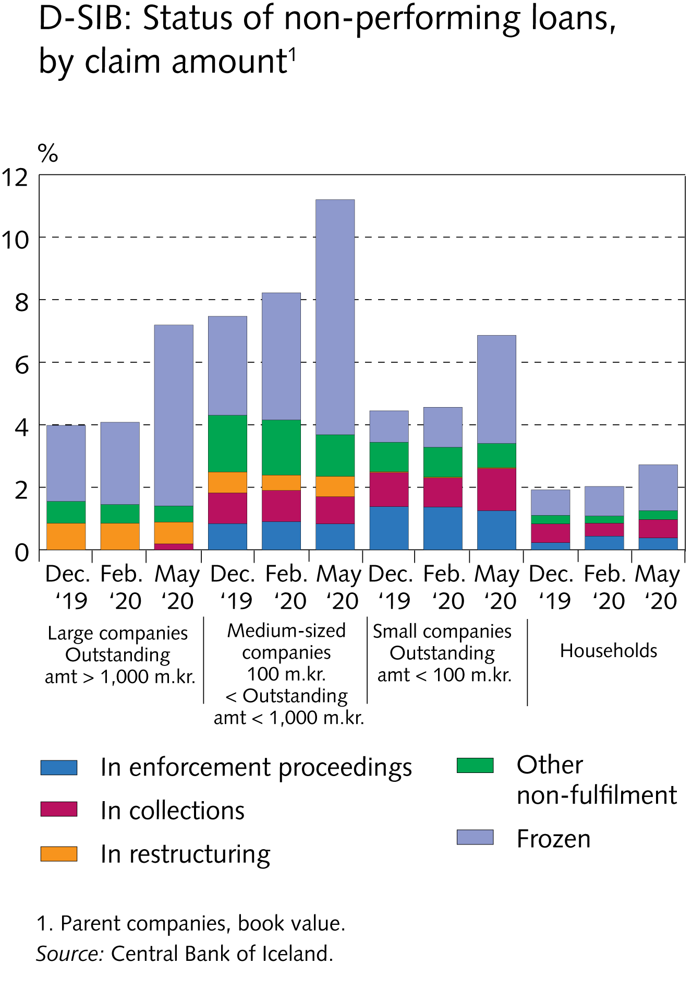 D-SIB: Status of non-performing loans,
by claim amount¹
%
12
10
8
6
4
2
0
Dec. Feb. May Dec. Feb. May Dec. Feb. May Dec. Feb. May
‘19 ‘20 ‘20 ‘19 ‘20 ‘20 ‘19 ‘20 ‘20 ‘19 ‘20 ‘20
Large companies
Outstanding
amt > 1,000 m.kr.
Medium-sized
companies
100 m.kr.
< Outstanding
amt < 1,000 m.kr.
Small companies
Outstanding
amt < 100 m.kr.
Households
In enforcement proceedings
In collections
In restructuring
Other
non-fulfilment
Frozen
1. Parent companies, book value.
Source: Central Bank of Iceland.